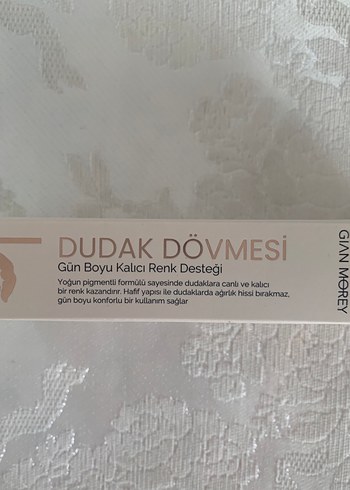 DUDAK DÖVMESİ
Gün Boyu Kalıcı Renk Desteği
Yoğun pigmentli formülü sayesinde dudaklara canlı ve kalıcı
bir renk kazandırır. Hafif yapısı ile dudaklarda ağırlık hissi bırakmaz,
gün boyu konforlu bir kullanım sağlar
GIAN MOREY